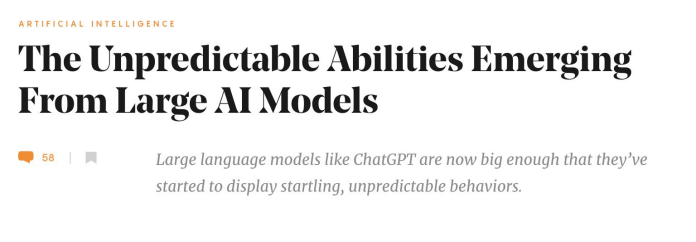 ARTIFICIAL INTELLIGENCE
The Unpredictable Abilities Emerging
From Large AI Models
58
Large language models like ChatGPT are now big enough that they’ve
started to display startling, unpredictable behaviors.